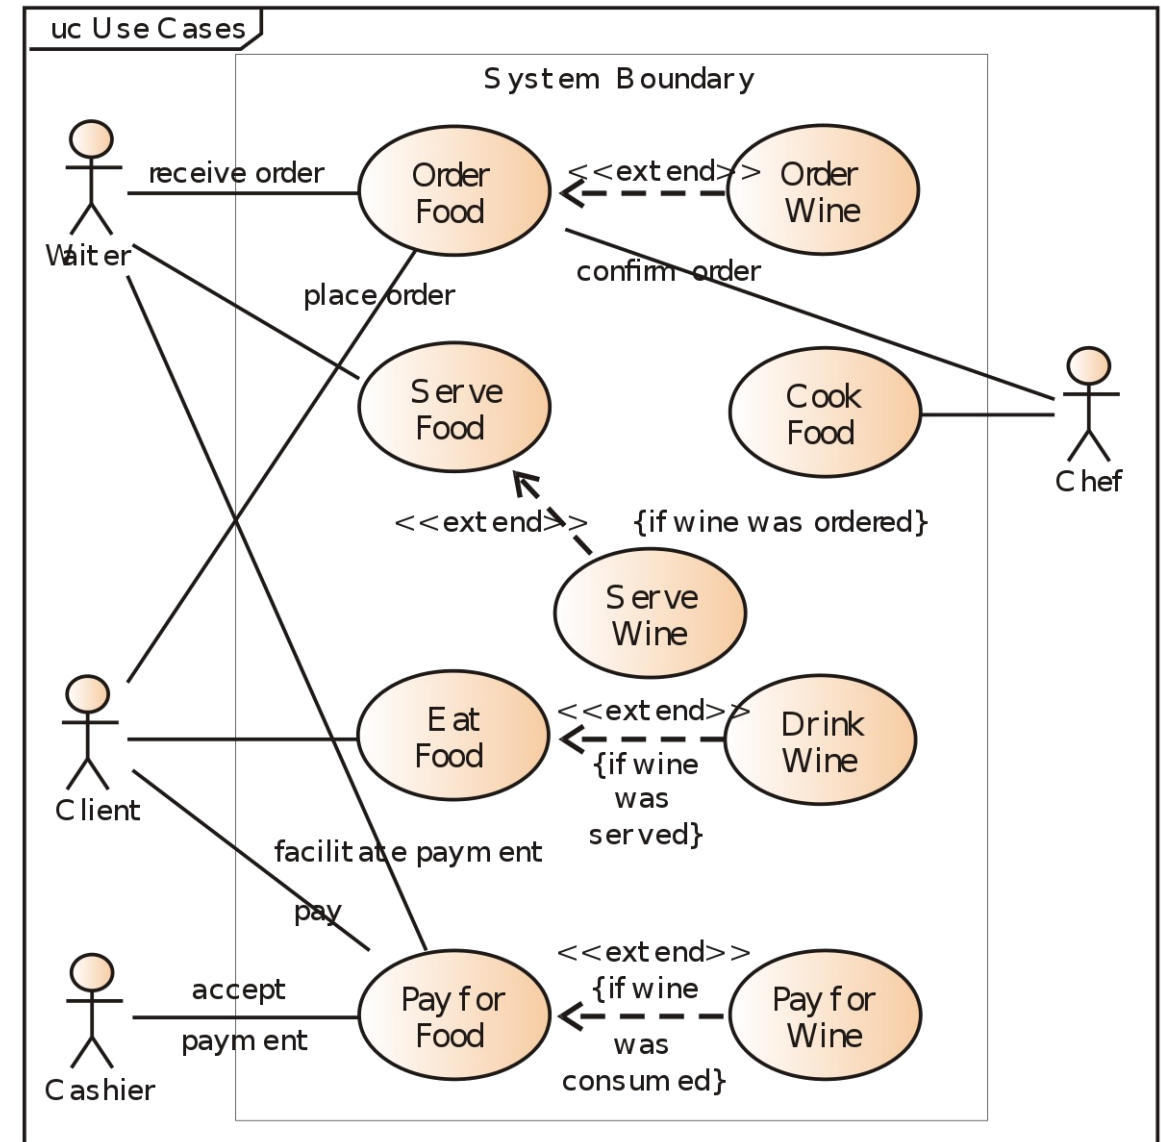 uc Use Cases
System Boundary
receive order
Order
Food
<<extend>>
Order
Wine
Waiter
confirm order
place order
Serve
Food
Cook
Food
Chef
<<extend>>
{if wine was ordered}
Serve
Wine
Eat
Food
<<extend>>
Drink
Wine
{if wine
was
served}
Client
facilitate payment
pay
<<extend>>
{if wine
accept
payment
Pay for
Food
Pay for
Wine
was
consumed}
Cashier